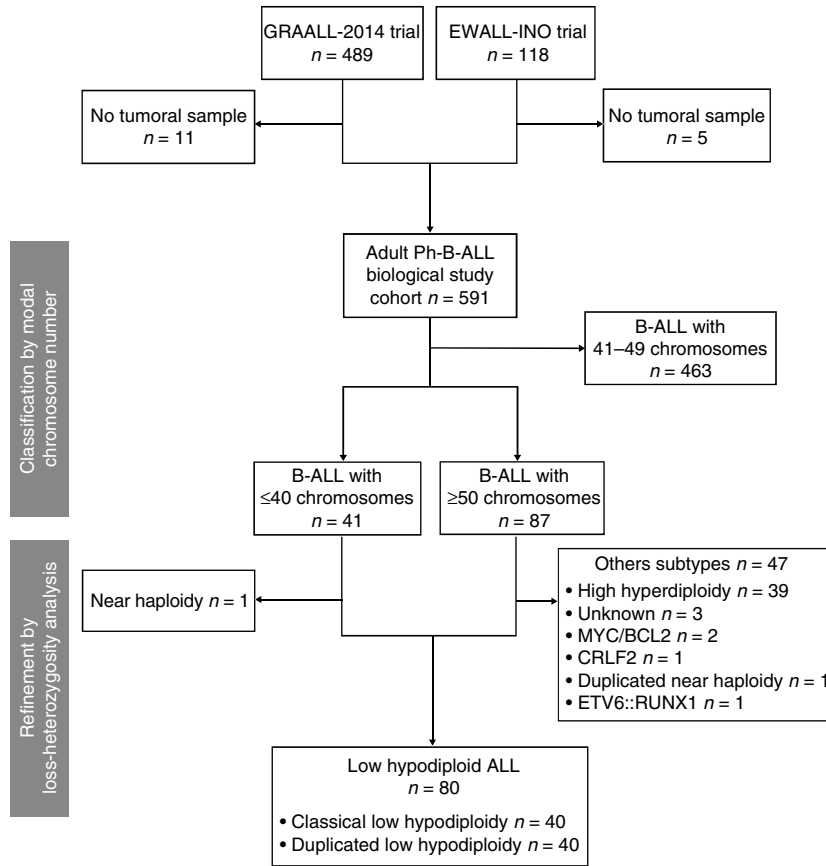 GRAALL-2014 trial
n = 489
EWALL-INO trial
n = 118
No tumoral sample
n = 11
No tumoral sample
n = 5
Classification by modal
chromosome number
Adult Ph-B-ALL
biological study
cohort n = 591
B-ALL with
41–49 chromosomes
n = 463
B-ALL with
≤40 chromosomes
n = 41
B-ALL with
≥50 chromosomes
n = 87
Refinement by
loss-heterozygosity analysis
Near haploidy n = 1
Others subtypes n = 47
• High hyperdiploidy n = 39
• Unknown n = 3
• MYC/BCL2 n = 2
• CRLF2 n = 1
• Duplicated near haploidy n = 1
• ETV6::RUNX1 n = 1
Low hypodiploid ALL
n = 80
• Classical low hypodiploidy n = 40
• Duplicated low hypodiploidy n = 40